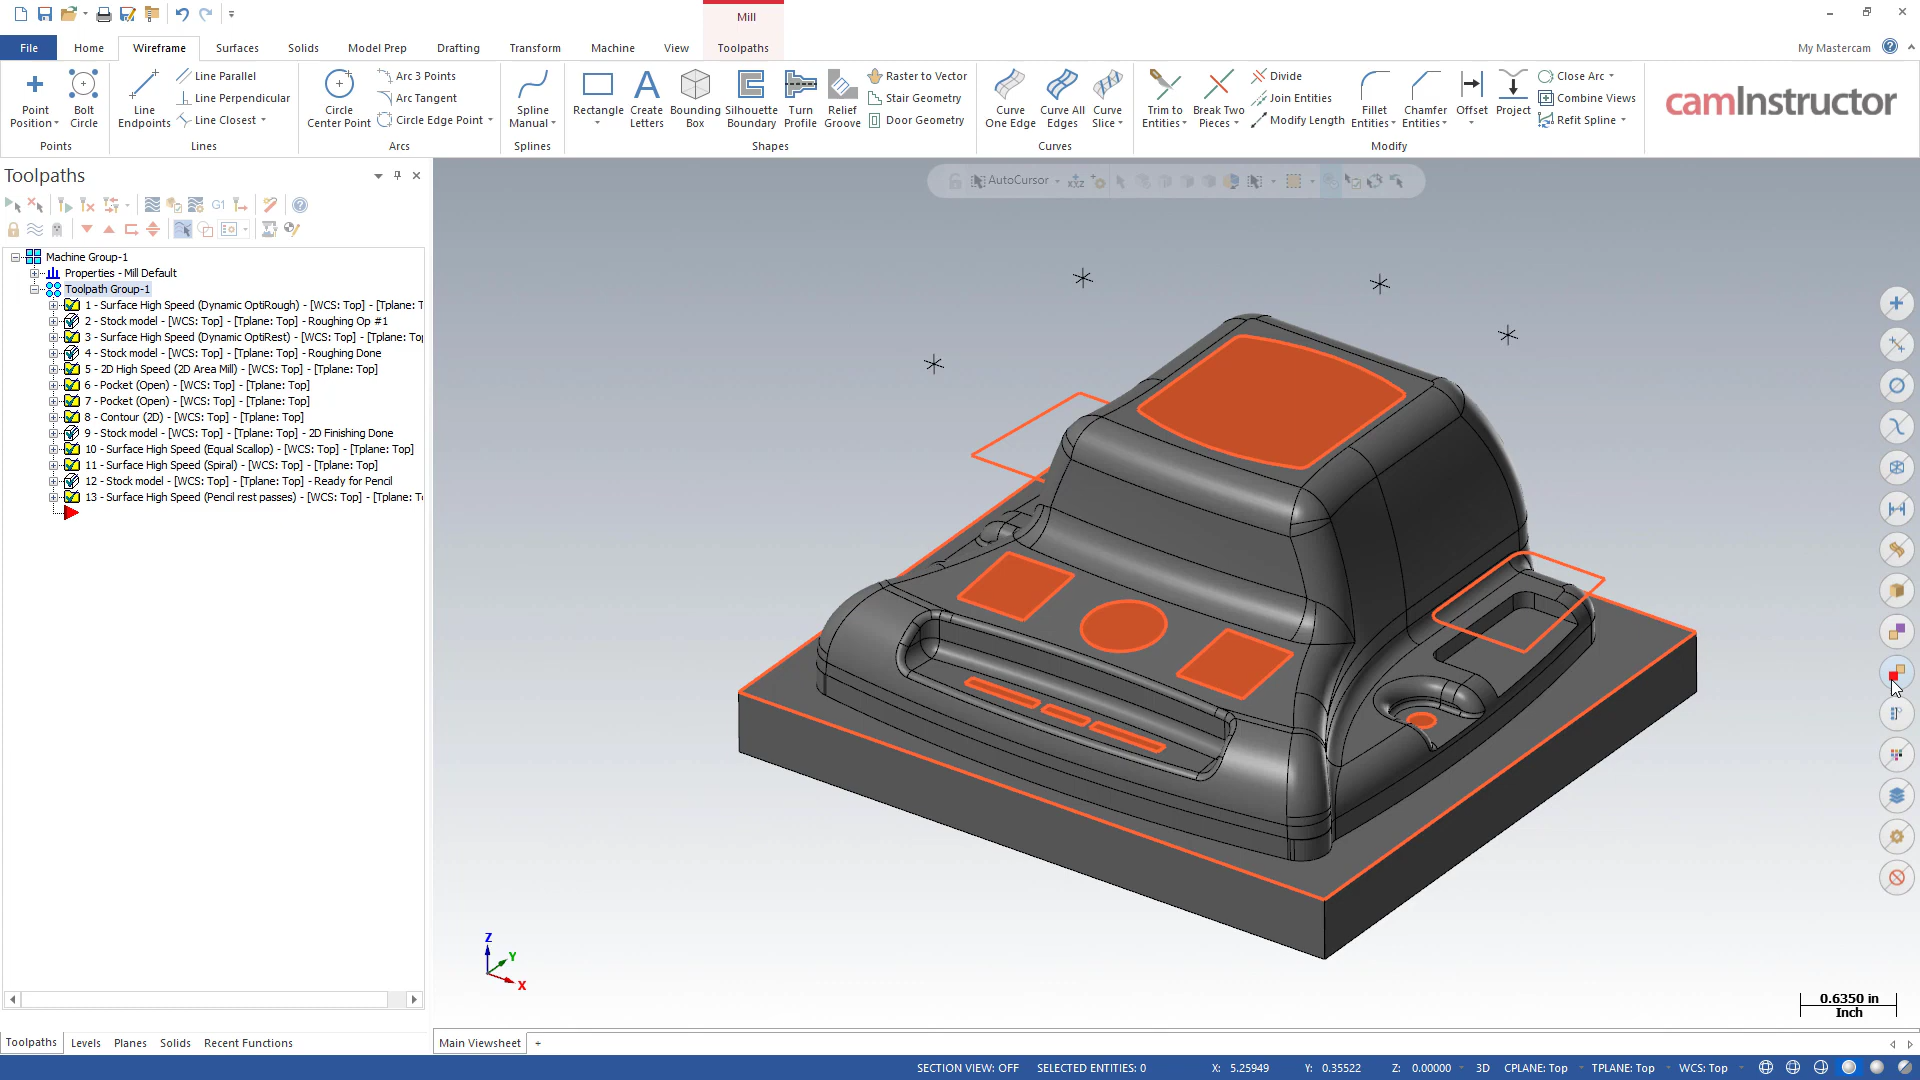 Mill
File
Home
Wireframe
Surfaces
Solids
Model Prep
Drafting
Transform
Machine
View
Toolpaths
My Mastercam
Point Position
Bolt Circle
Points
Line Endpoints
Line Parallel
Line Perpendicular
Line Closest
Lines
Circle Center Point
Arc 3 Points
Arc Tangent
Circle Edge Point
Arcs
Spline Manual
Splines
Rectangle
Create Letters
Bounding Box
Silhouette Boundary
Turn Profile
Relief Groove
Raster to Vector
Stair Geometry
Door Geometry
Shapes
Curve One Edge
Curve All Edges
Curve Slice
Curves
Trim to Entities
Break Two Pieces
Divide
Join Entities
Modify Length
Fillet Entities
Chamfer Entities
Offset
Project
Close Arc
Combine Views
Refit Spline
Modify
camInstructor
Toolpaths
G1
AutoCursor
xyz
Machine Group-1
Properties - Mill Default
Toolpath Group-1
1 - Surface High Speed (Dynamic OptiRough) - [WCS: Top] - [Tplane: T
2 - Stock model - [WCS: Top] - [Tplane: Top] - Roughing Op #1
3 - Surface High Speed (Dynamic OptiRest) - [WCS: Top] - [Tplane: To
4 - Stock model - [WCS: Top] - [Tplane: Top] - Roughing Done
5 - 2D High Speed (2D Area Mill) - [WCS: Top] - [Tplane: Top]
6 - Pocket (Open) - [WCS: Top] - [Tplane: Top]
7 - Pocket (Open) - [WCS: Top] - [Tplane: Top]
8 - Contour (2D) - [WCS: Top] - [Tplane: Top]
9 - Stock model - [WCS: Top] - [Tplane: Top] - 2D Finishing Done
10 - Surface High Speed (Equal Scallop) - [WCS: Top] - [Tplane: Top]
11 - Surface High Speed (Spiral) - [WCS: Top] - [Tplane: Top]
12 - Stock model - [WCS: Top] - [Tplane: Top] - Ready for Pencil
13 - Surface High Speed (Pencil rest passes) - [WCS: Top] - [Tplane: T
Z
Y
X
0.6350 in
Inch
Toolpaths
Levels
Planes
Solids
Recent Functions
Main Viewsheet
+
SECTION VIEW: OFF
SELECTED ENTITIES: 0
X: 5.25949
Y: 0.35522
Z: 0.00000
3D
CPLANE: Top
TPLANE: Top
WCS: Top